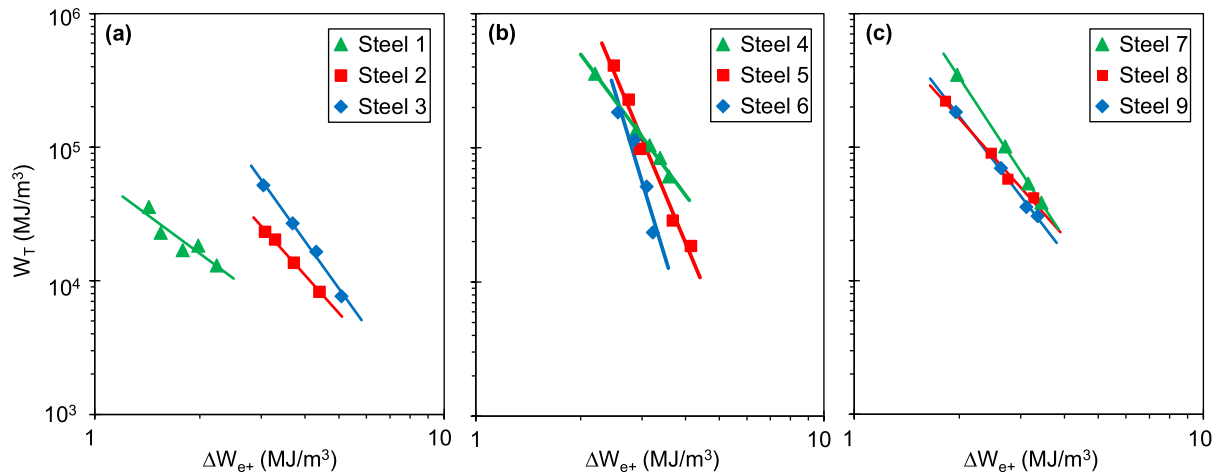 (a)
Steel 1
Steel 2
Steel 3
(b)
Steel 4
Steel 5
Steel 6
(c)
Steel 7
Steel 8
Steel 9
10⁶
10⁵
10⁴
10³
W_T (MJ/m³)
1 10
1 10
1 10
ΔW_e+ (MJ/m³)
ΔW_e+ (MJ/m³)
ΔW_e+ (MJ/m³)